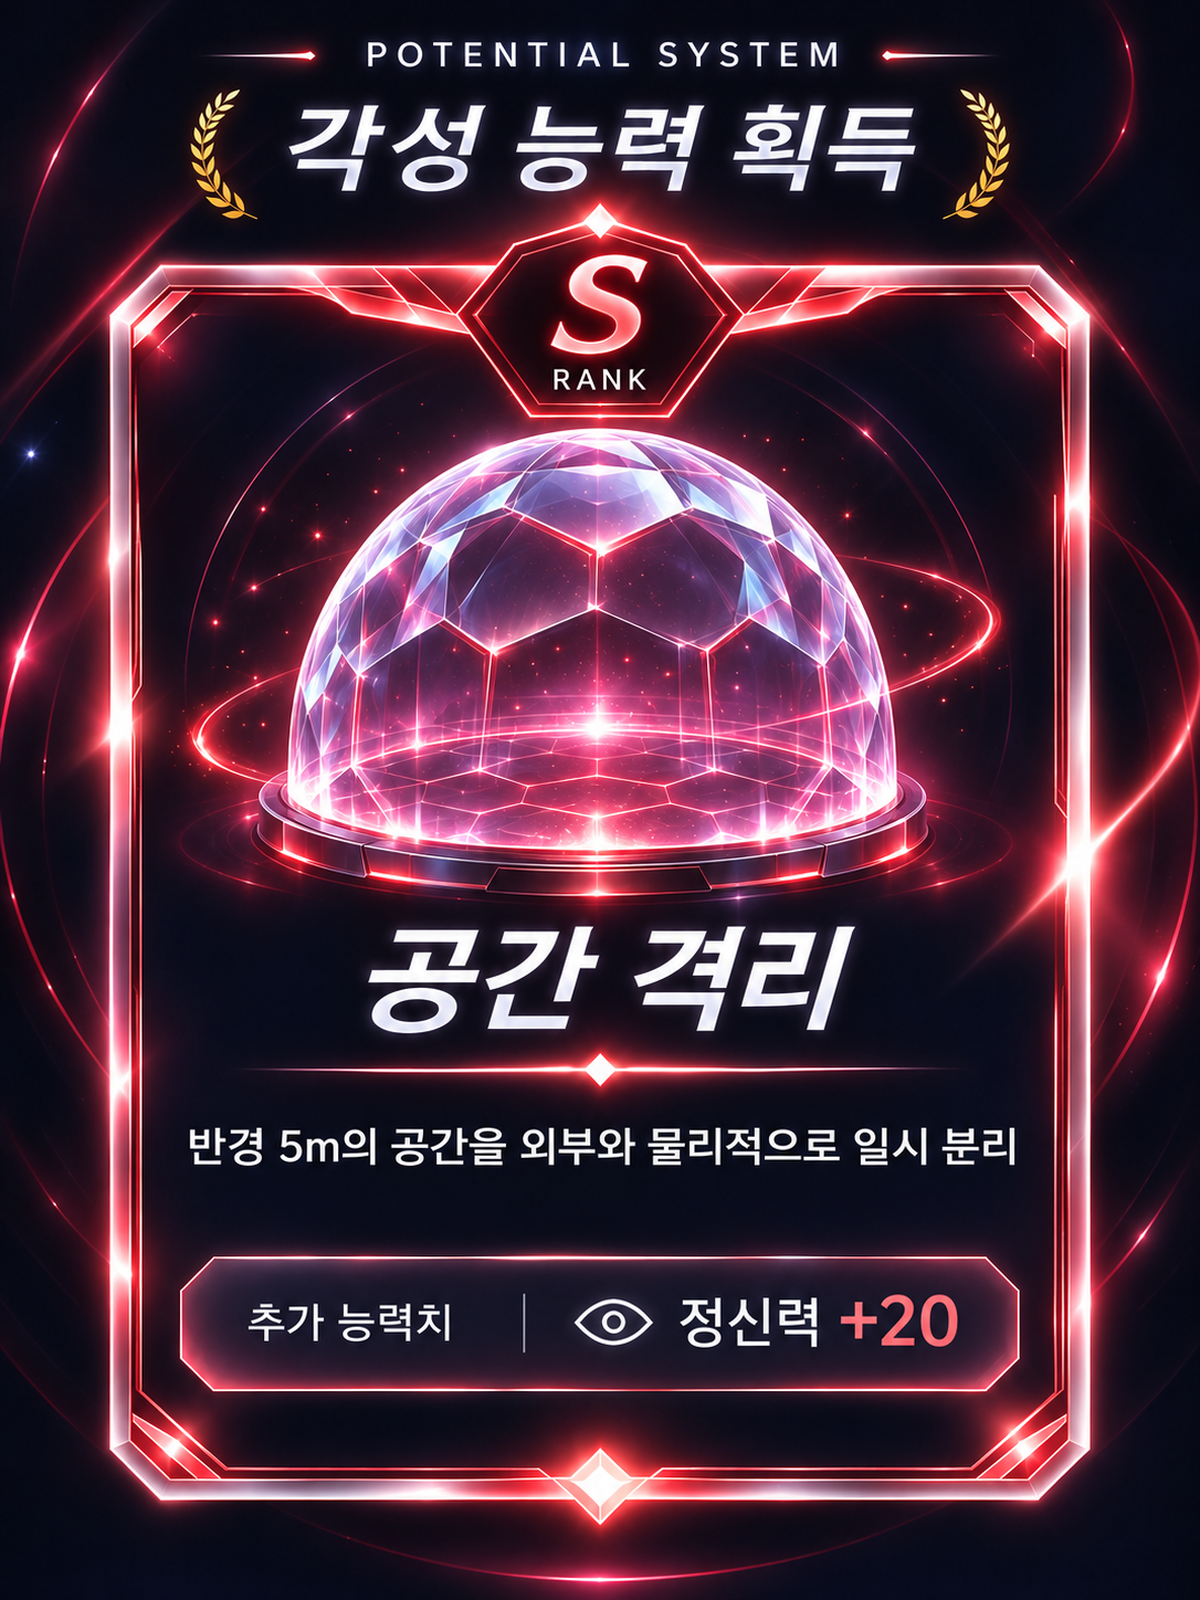 POTENTIAL SYSTEM
각성 능력 획득
S
RANK
공간 격리
반경 5m의 공간을 외부와 물리적으로 일시 분리
추가 능력치 정신력 +20